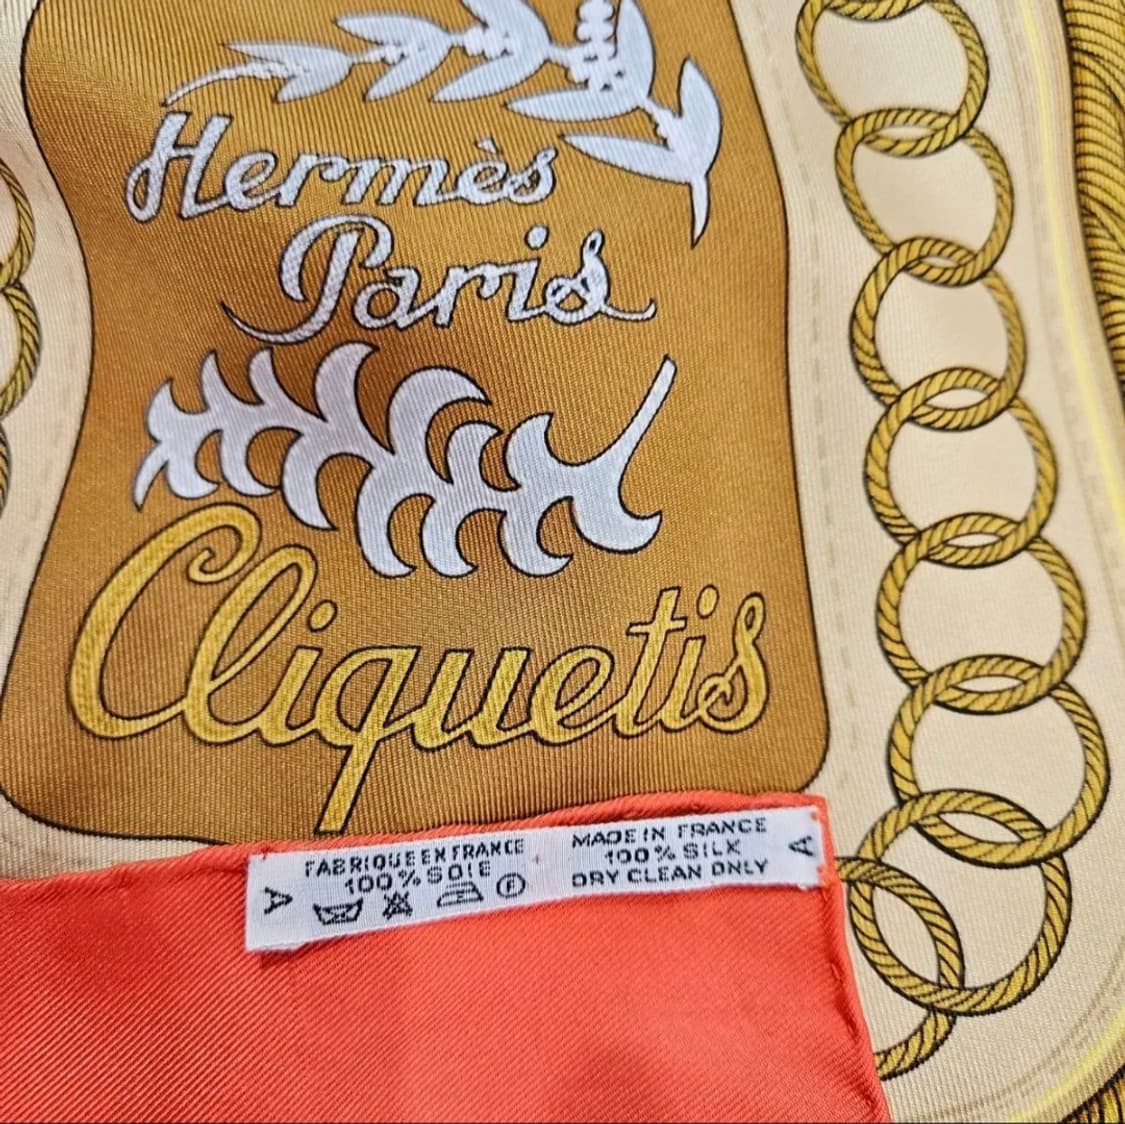 Hermès
Paris
Cliquetis
FABRIQUE EN FRANCE
100% SOIE
A
P
MADE IN FRANCE
100% SILK
DRY CLEAN ONLY
A